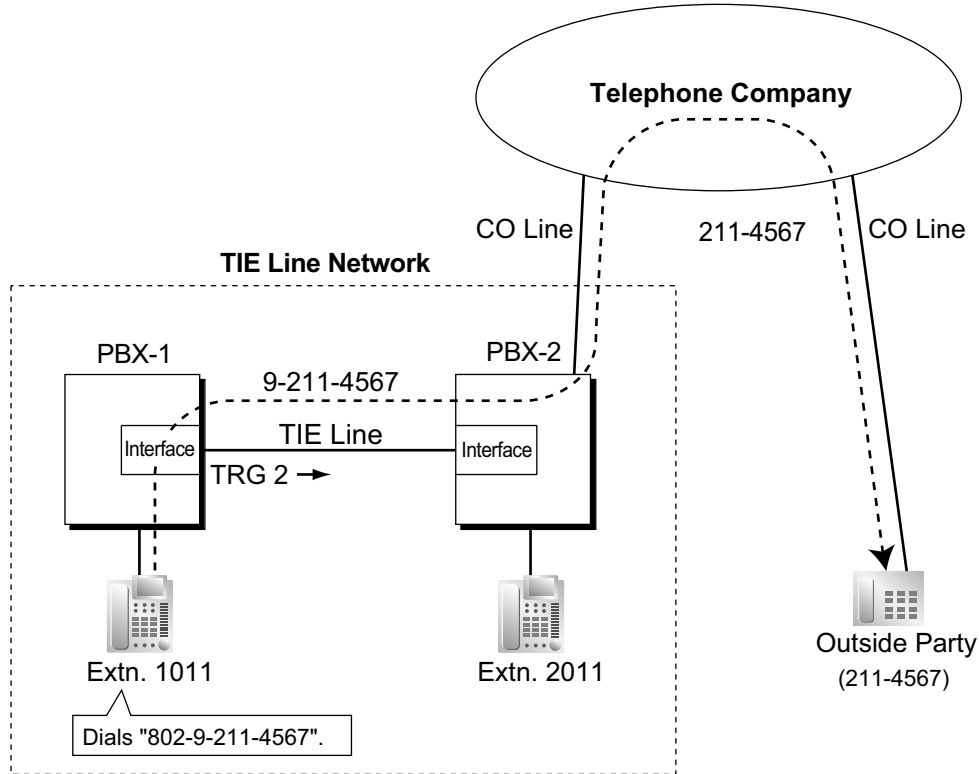 Telephone Company
CO Line
211-4567
CO Line
TIE Line Network
PBX-1
PBX-2
9-211-4567
Interface
TIE Line
Interface
TRG 2
Outside Party
(211-4567)
Extn. 1011
Extn. 2011
Dials "802-9-211-4567".